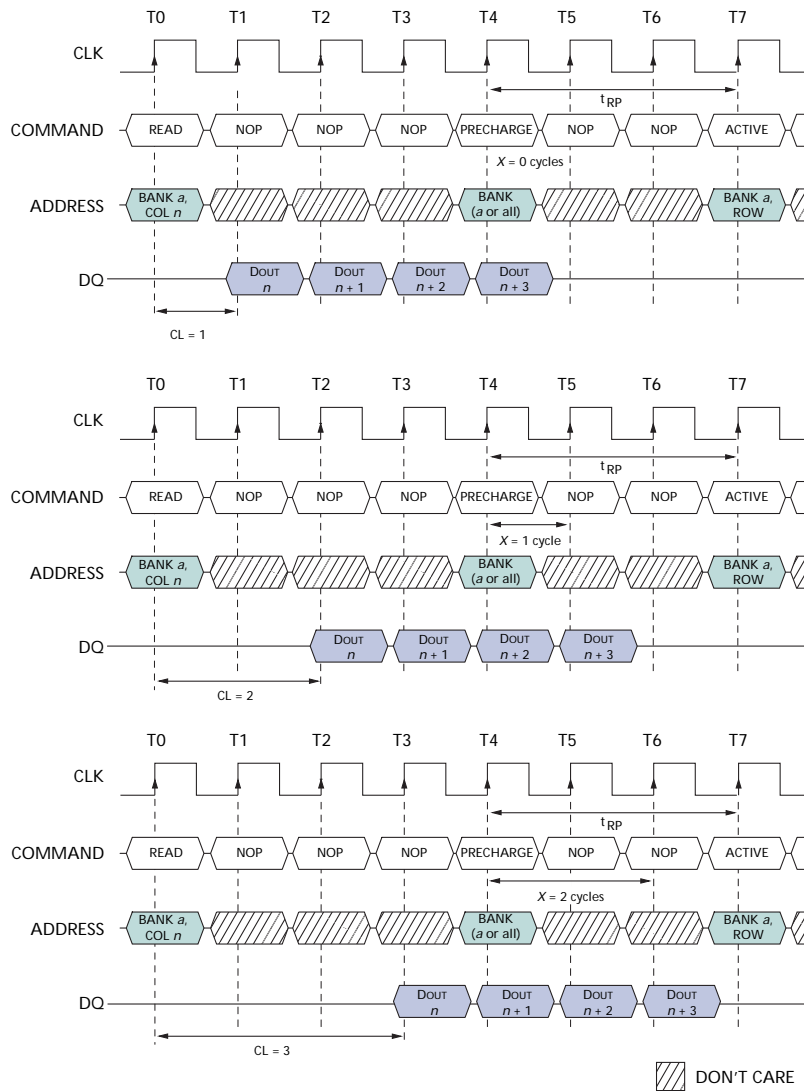 T0 T1 T2 T3 T4 T5 T6 T7
CLK
tRP
COMMAND READ NOP NOP NOP PRECHARGE NOP NOP ACTIVE
X = 0 cycles
ADDRESS BANK a, COL n BANK (a or all) BANK a, ROW
DQ DOUT n DOUT n + 1 DOUT n + 2 DOUT n + 3
CL = 1
T0 T1 T2 T3 T4 T5 T6 T7
CLK
tRP
COMMAND READ NOP NOP NOP PRECHARGE NOP NOP ACTIVE
X = 1 cycle
ADDRESS BANK a, COL n BANK (a or all) BANK a, ROW
DQ DOUT n DOUT n + 1 DOUT n + 2 DOUT n + 3
CL = 2
T0 T1 T2 T3 T4 T5 T6 T7
CLK
tRP
COMMAND READ NOP NOP NOP PRECHARGE NOP NOP ACTIVE
X = 2 cycles
ADDRESS BANK a, COL n BANK (a or all) BANK a, ROW
DQ DOUT n DOUT n + 1 DOUT n + 2 DOUT n + 3
CL = 3
DON'T CARE